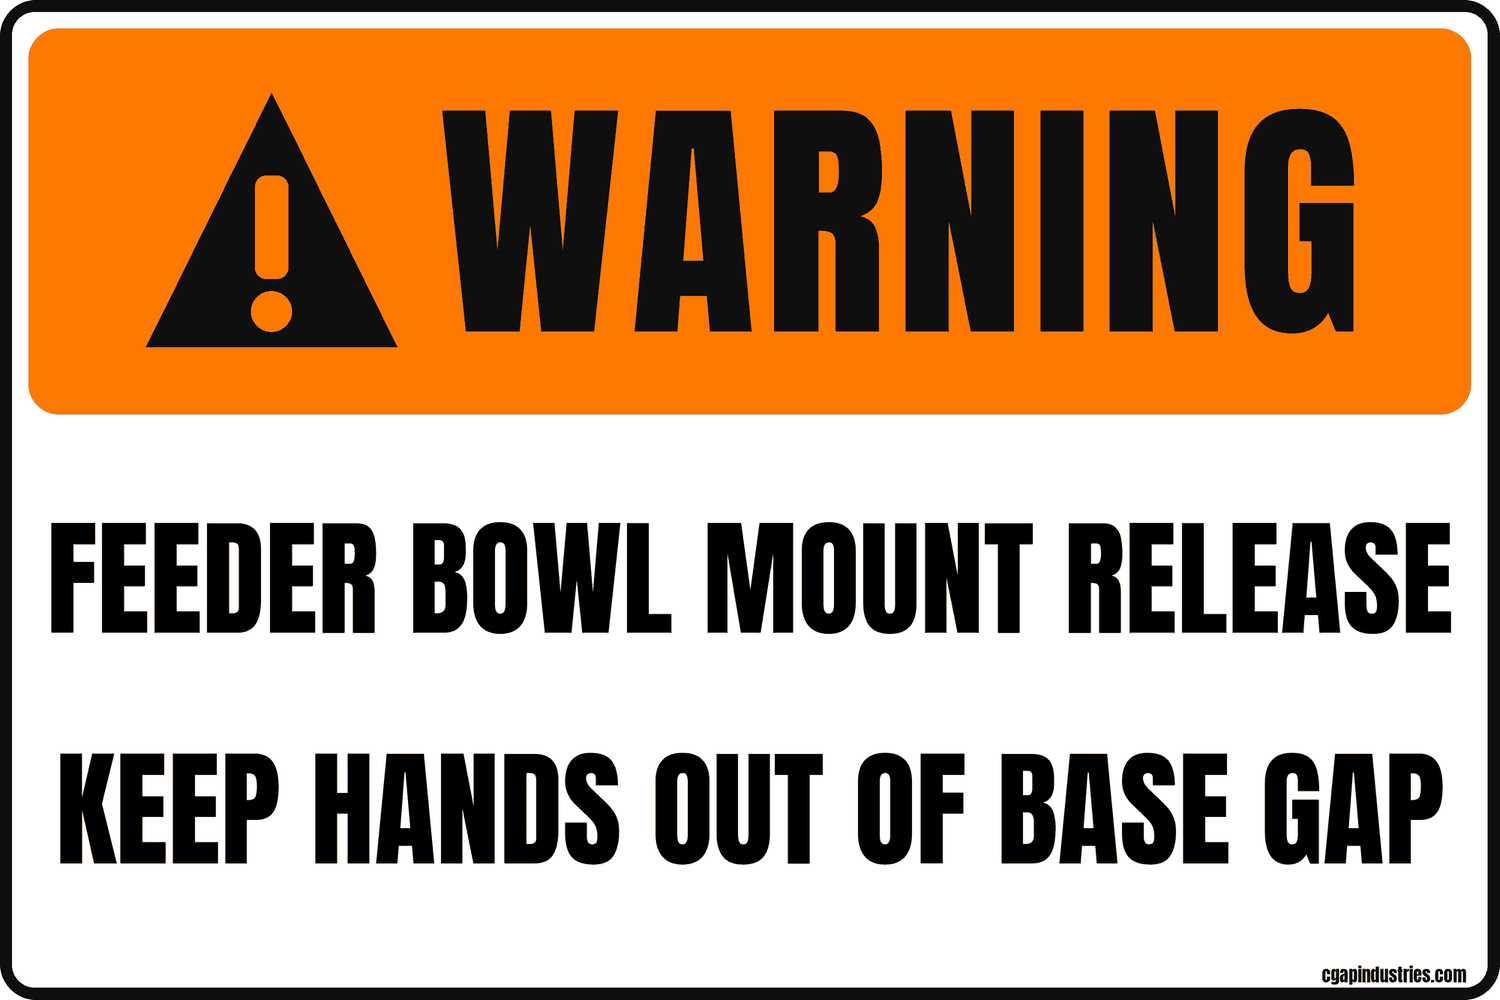 WARNING
FEEDER BOWL MOUNT RELEASE
KEEP HANDS OUT OF BASE GAP
cgapindustries.com